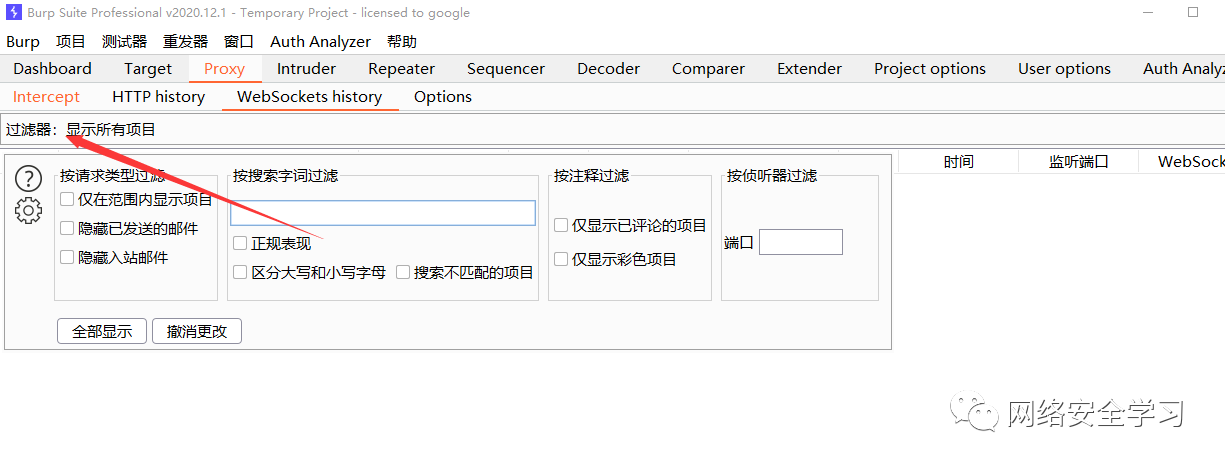 Burp Suite Professional v2020.12.1 - Temporary Project - licensed to google
Burp 项目 测试器 重发器 窗口 Auth Analyzer 帮助
Dashboard Target Proxy Intruder Repeater Sequencer Decoder Comparer Extender Project options User options Auth Analyz
Intercept HTTP history WebSockets history Options
过滤器：显示所有项目
时间 监听端口 WebSock
按请求类型过滤 按搜索字词过滤 按注释过滤 按侦听器过滤
仅在范围内显示项目
隐藏已发送的邮件 仅显示已评论的项目
正规表现 端口
隐藏入站邮件 仅显示彩色项目
区分大写和小写字母 搜索不匹配的项目
全部显示 撤消更改
网络安全学习